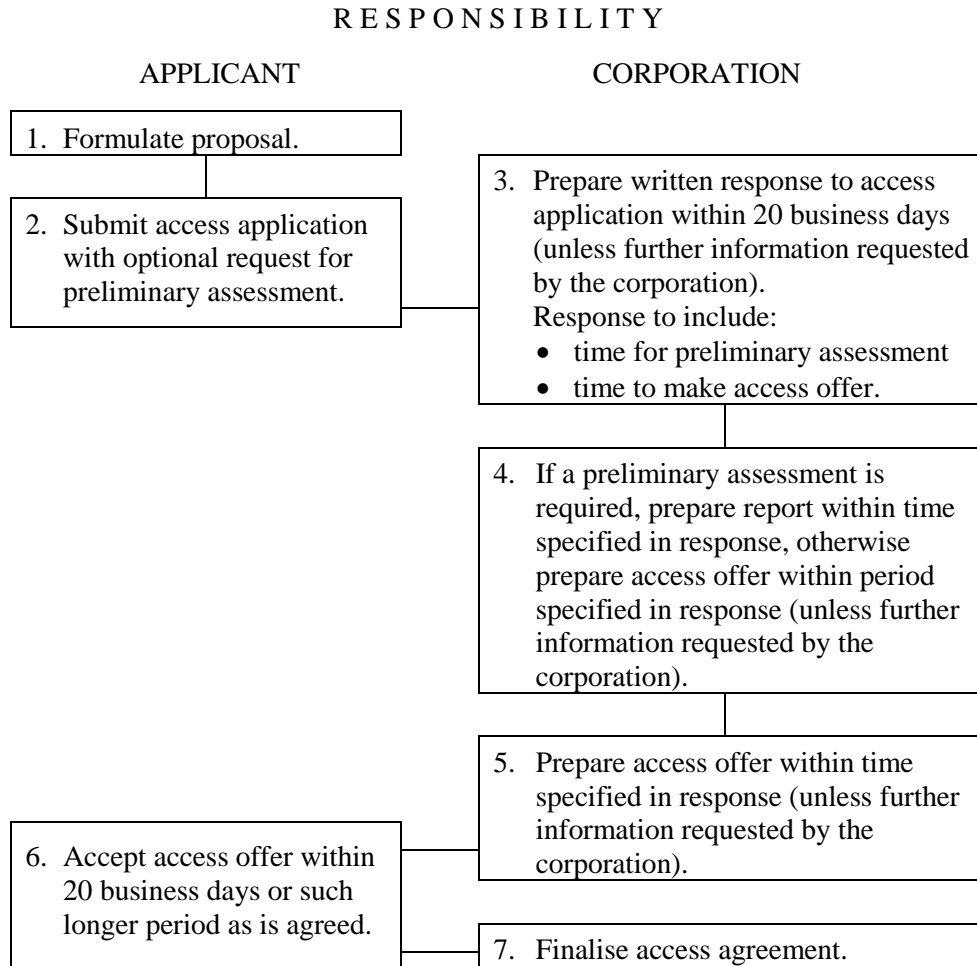 R E S P O N S I B I L I T Y
APPLICANT
CORPORATION
1. Formulate proposal.
2. Submit access application
with optional request for
preliminary assessment.
3. Prepare written response to access
application within 20 business days
(unless further information requested
by the corporation).
Response to include:
• time for preliminary assessment
• time to make access offer.
4. If a preliminary assessment is
required, prepare report within time
specified in response, otherwise
prepare access offer within period
specified in response (unless further
information requested by the
corporation).
5. Prepare access offer within time
specified in response (unless further
information requested by the
corporation).
6. Accept access offer within
20 business days or such
longer period as is agreed.
7. Finalise access agreement.